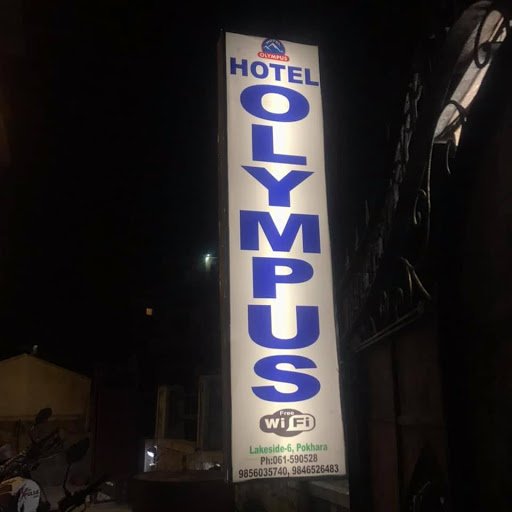 OLYMPUS
HOTEL
OLYMPUS
Free
WiFi
Lakeside-6, Pokhara
Ph:061-590528
9856035740, 9846526483